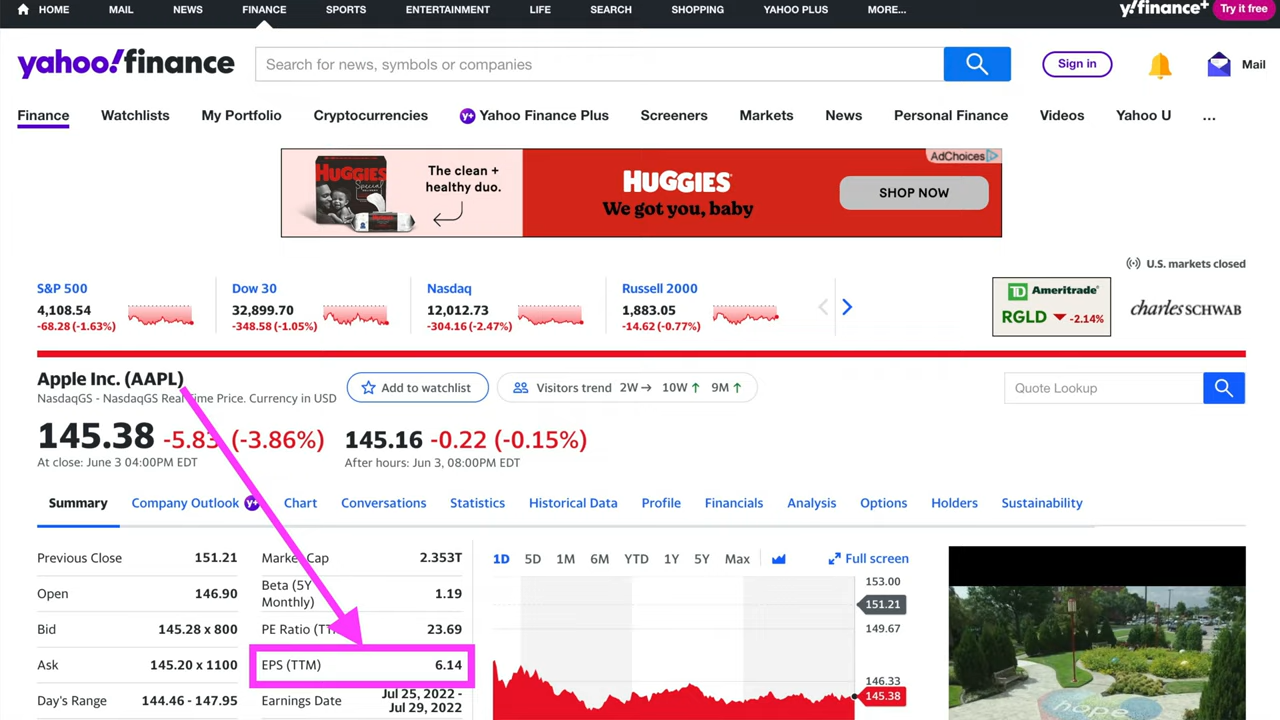 HOME MAIL NEWS FINANCE SPORTS ENTERTAINMENT LIFE SEARCH SHOPPING YAHOO PLUS MORE... y!finance+ Try it free
yahoo!finance Search for news, symbols or companies Sign in Mail
Finance Watchlists My Portfolio Cryptocurrencies y+ Yahoo Finance Plus Screeners Markets News Personal Finance Videos Yahoo U ...
AdChoices
HUGGIES
Special
The clean +
healthy duo.
HUGGIES
We got you, baby
SHOP NOW
U.S. markets closed
S&P 500 Dow 30 Nasdaq Russell 2000
4,108.54 32,899.70 12,012.73 1,883.05
-68.28 (-1.63%) -348.58 (-1.05%) -304.16 (-2.47%) -14.62 (-0.77%)
TD Ameritrade
RGLD -2.14%
charles SCHWAB
Apple Inc. (AAPL)
NasdaqGS - NasdaqGS Real Time Price. Currency in USD
Add to watchlist Visitors trend 2W→ 10W↑ 9M↑ Quote Lookup
145.38 -5.83 (-3.86%) 145.16 -0.22 (-0.15%)
At close: June 3 04:00PM EDT After hours: Jun 3, 08:00PM EDT
Summary Company Outlook y+ Chart Conversations Statistics Historical Data Profile Financials Analysis Options Holders Sustainability
Previous Close 151.21
Open 146.90
Bid 145.28 x 800
Ask 145.20 x 1100
Day's Range 144.46 - 147.95
Market Cap 2.353T
Beta (5Y
Monthly) 1.19
PE Ratio (TT 23.69
EPS (TTM) 6.14
Earnings Date Jul 25, 2022 -
Jul 29, 2022
1D 5D 1M 6M YTD 1Y 5Y Max Full screen
153.00
151.21
149.67
146.33
145.38
hope